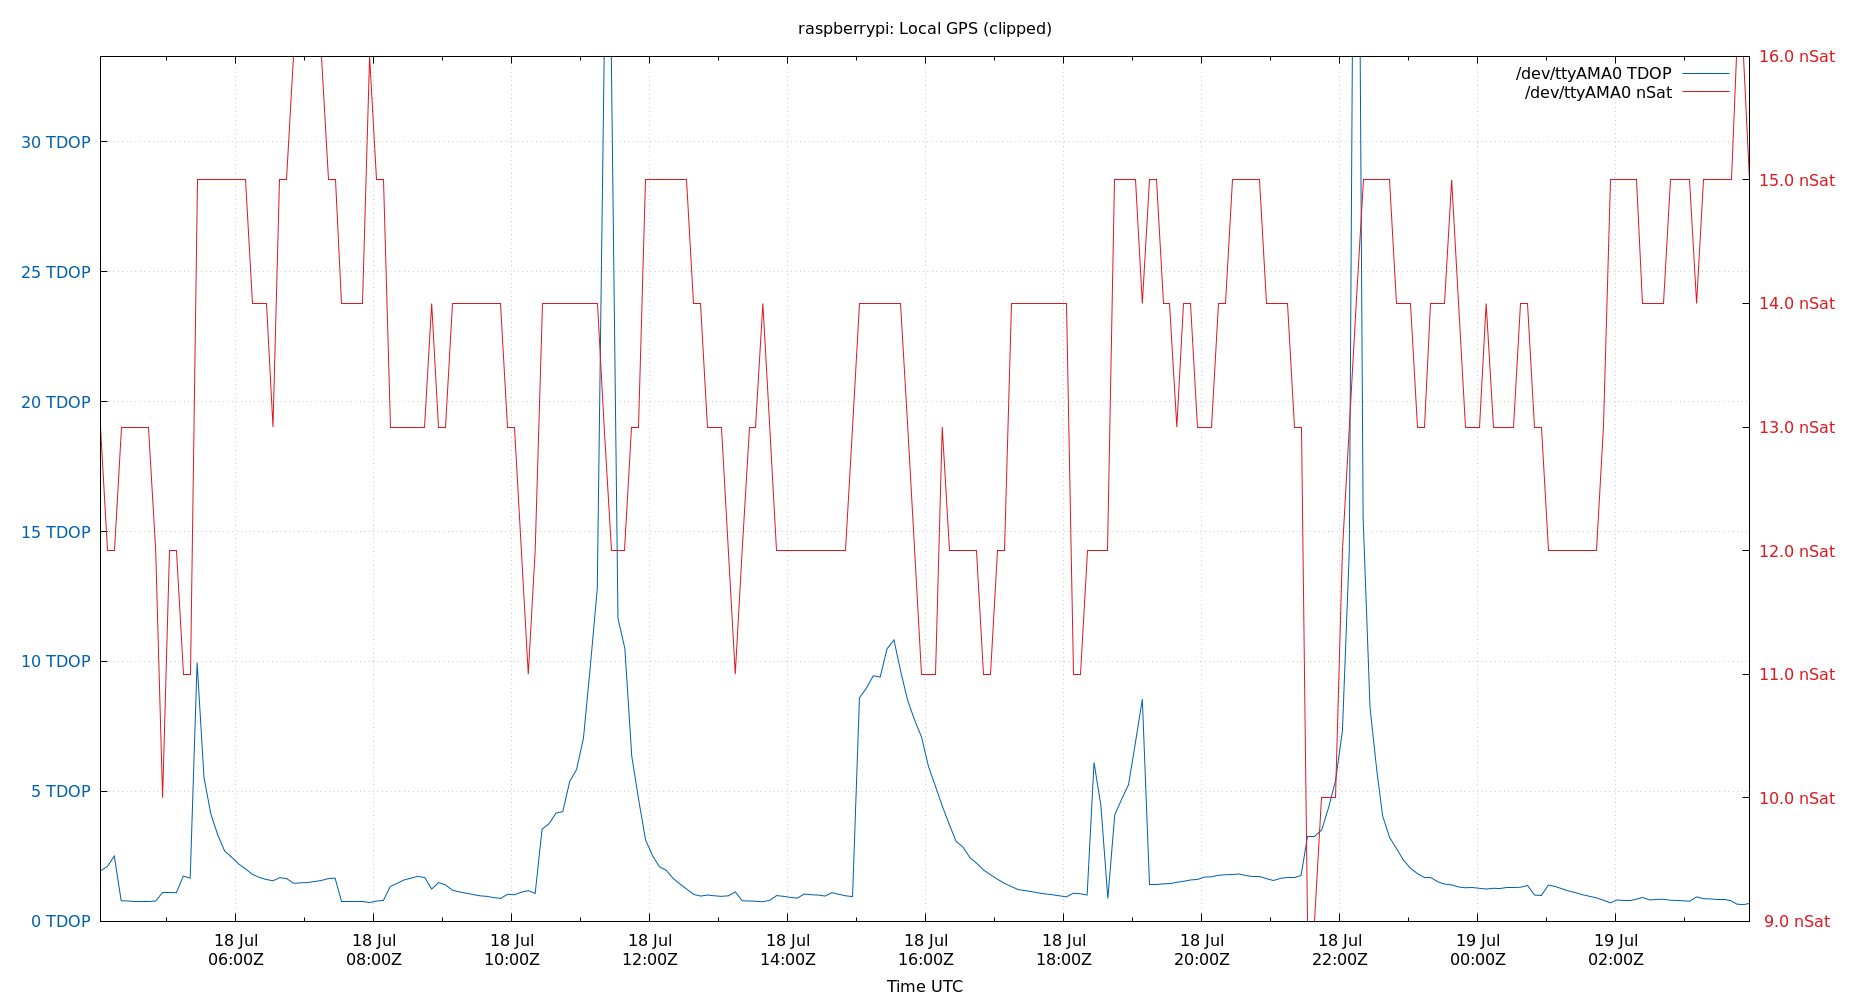 raspberrypi: Local GPS (clipped)
/dev/ttyAMA0 TDOP
/dev/ttyAMA0 nSat
30 TDOP
25 TDOP
20 TDOP
15 TDOP
10 TDOP
5 TDOP
0 TDOP
16.0 nSat
15.0 nSat
14.0 nSat
13.0 nSat
12.0 nSat
11.0 nSat
10.0 nSat
9.0 nSat
18 Jul
06:00Z
18 Jul
08:00Z
18 Jul
10:00Z
18 Jul
12:00Z
18 Jul
14:00Z
18 Jul
16:00Z
18 Jul
18:00Z
18 Jul
20:00Z
18 Jul
22:00Z
19 Jul
00:00Z
19 Jul
02:00Z
Time UTC